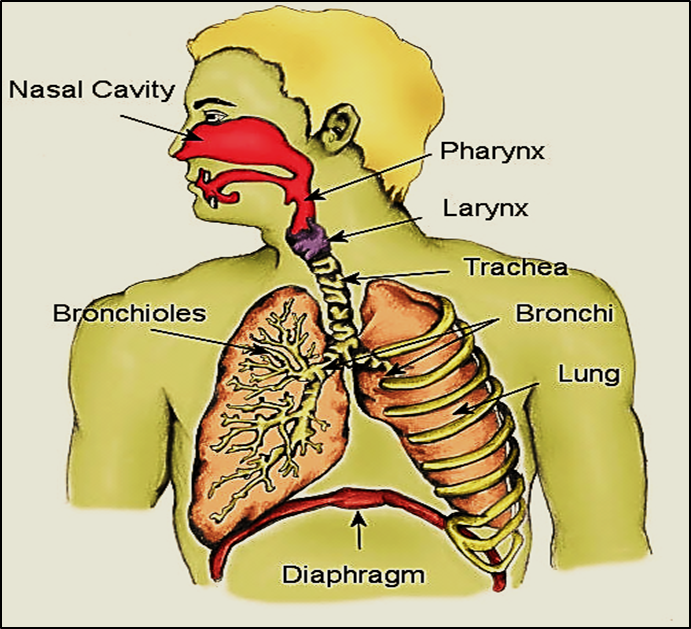 Nasal Cavity
Pharynx
Larynx
Trachea
Bronchioles
Bronchi
Lung
Diaphragm